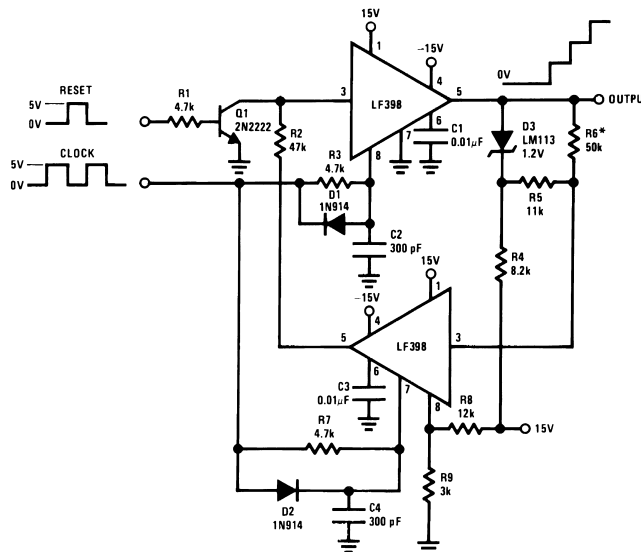 15V
1
-15V
4
0V
RESET
5V
0V
R1
4.7k
Q1
2N2222
3
LF398
5
OUTPU
7
6
8
C1
0.01μF
D3
LM113
1.2V
R6*
50k
R2
47k
CLOCK
5V
0V
R3
4.7k
D1
1N914
R5
11k
C2
300 pF
R4
8.2k
15V
1
-15V
4
5
LF398
3
6
7
8
C3
0.01μF
R8
12k
15V
R7
4.7k
R9
3k
D2
1N914
C4
300 pF